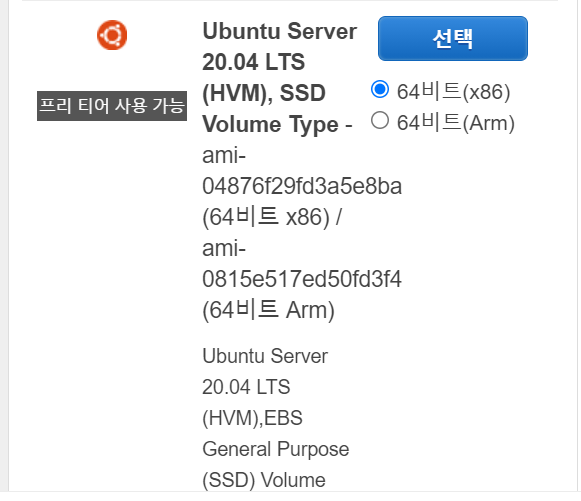 프리 티어 사용 가능
Ubuntu Server
20.04 LTS
(HVM), SSD
Volume Type -
ami-
04876f29fd3a5e8ba
(64비트 x86) /
ami-
0815e517ed50fd3f4
(64비트 Arm)
Ubuntu Server
20.04 LTS
(HVM),EBS
General Purpose
(SSD) Volume
선택
64비트(x86)
64비트(Arm)